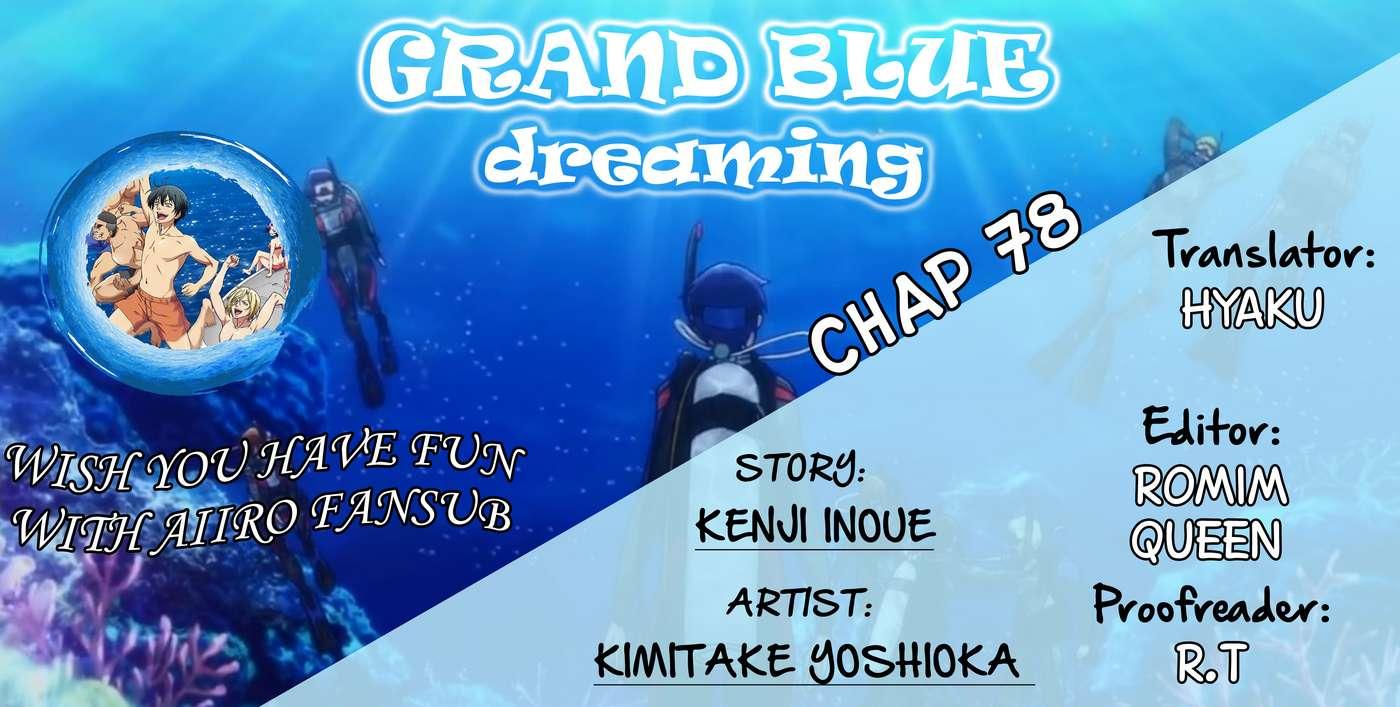 GRAND BLUE
dreaming
CHAP 78
Translator:
HYAKU
Editor:
ROMIM
QUEEN
Proofreader:
R.T
STORY:
KENJI INOUE
ARTIST:
KIMITAKE YOSHIOKA
WISH YOU HAVE FUN
WITH AIIRO FANSUB